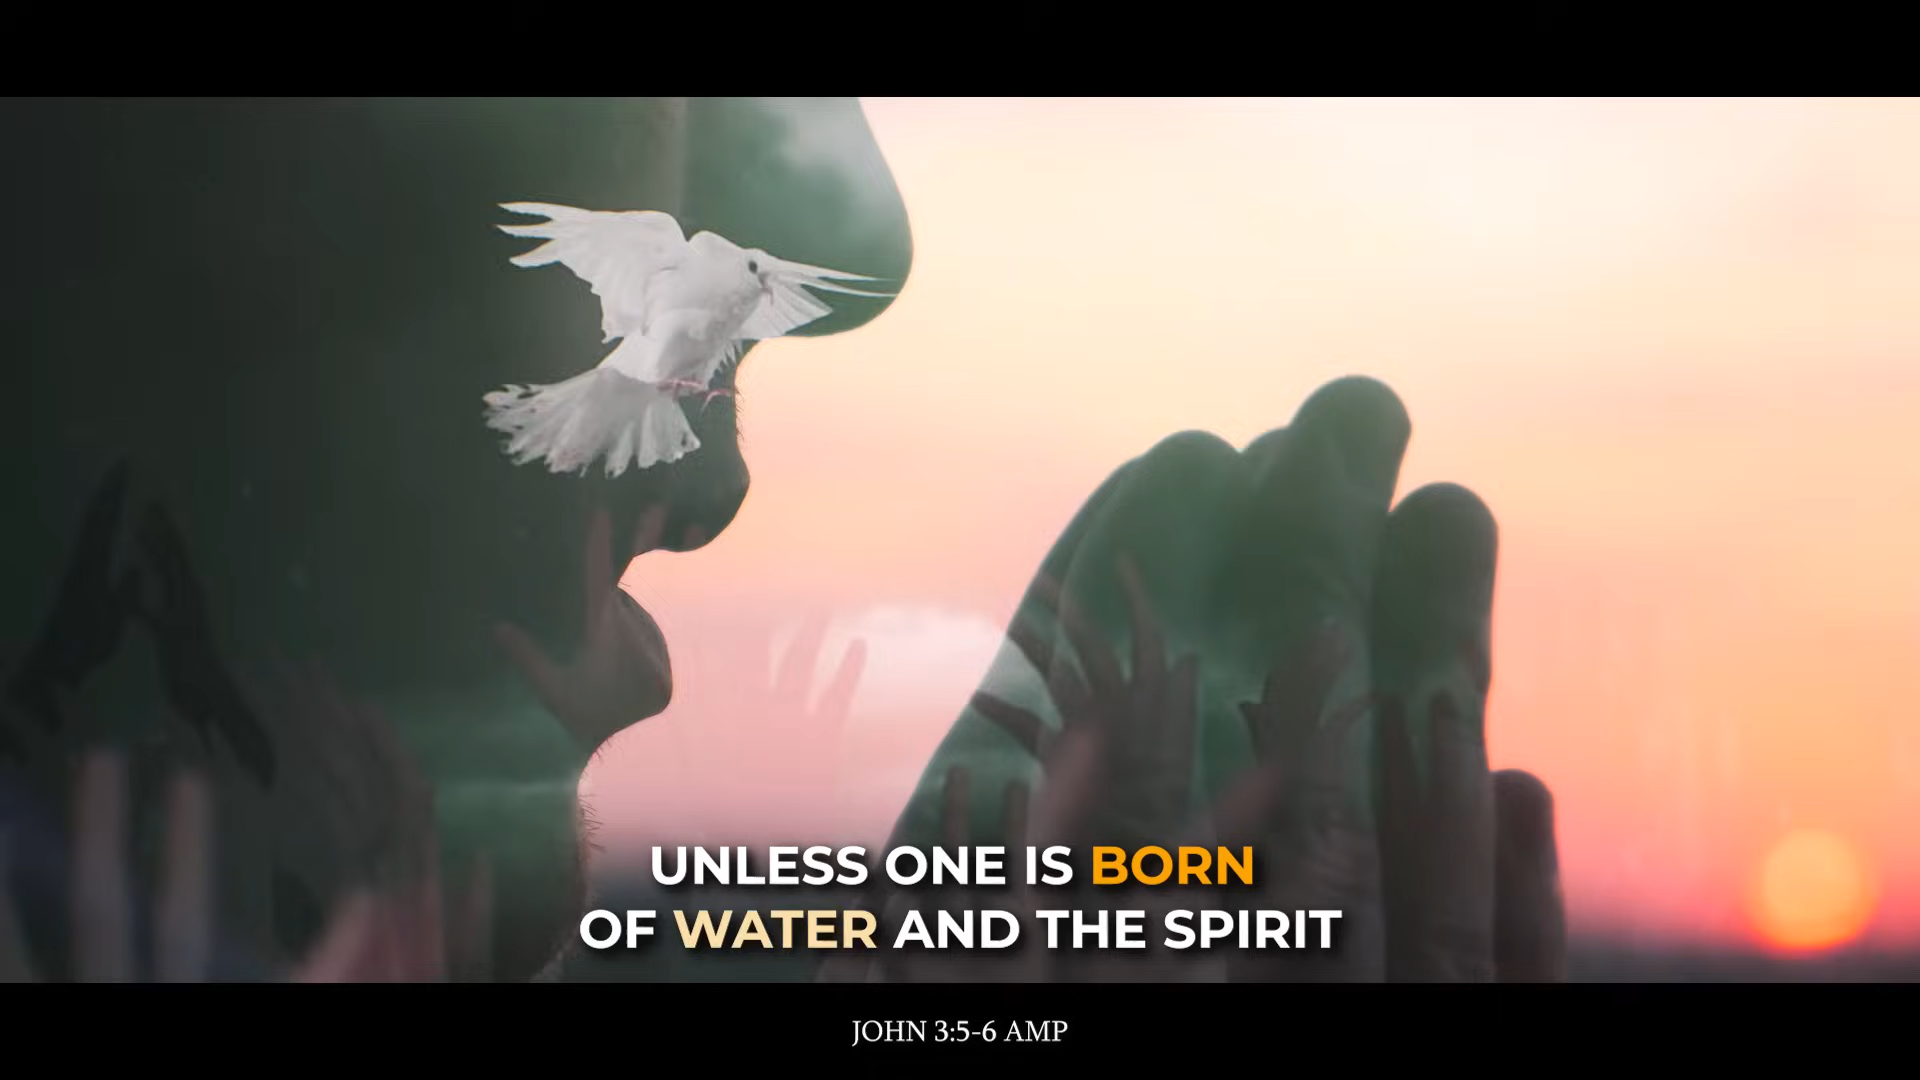 UNLESS ONE IS BORN
OF WATER AND THE SPIRIT
JOHN 3:5-6 AMP